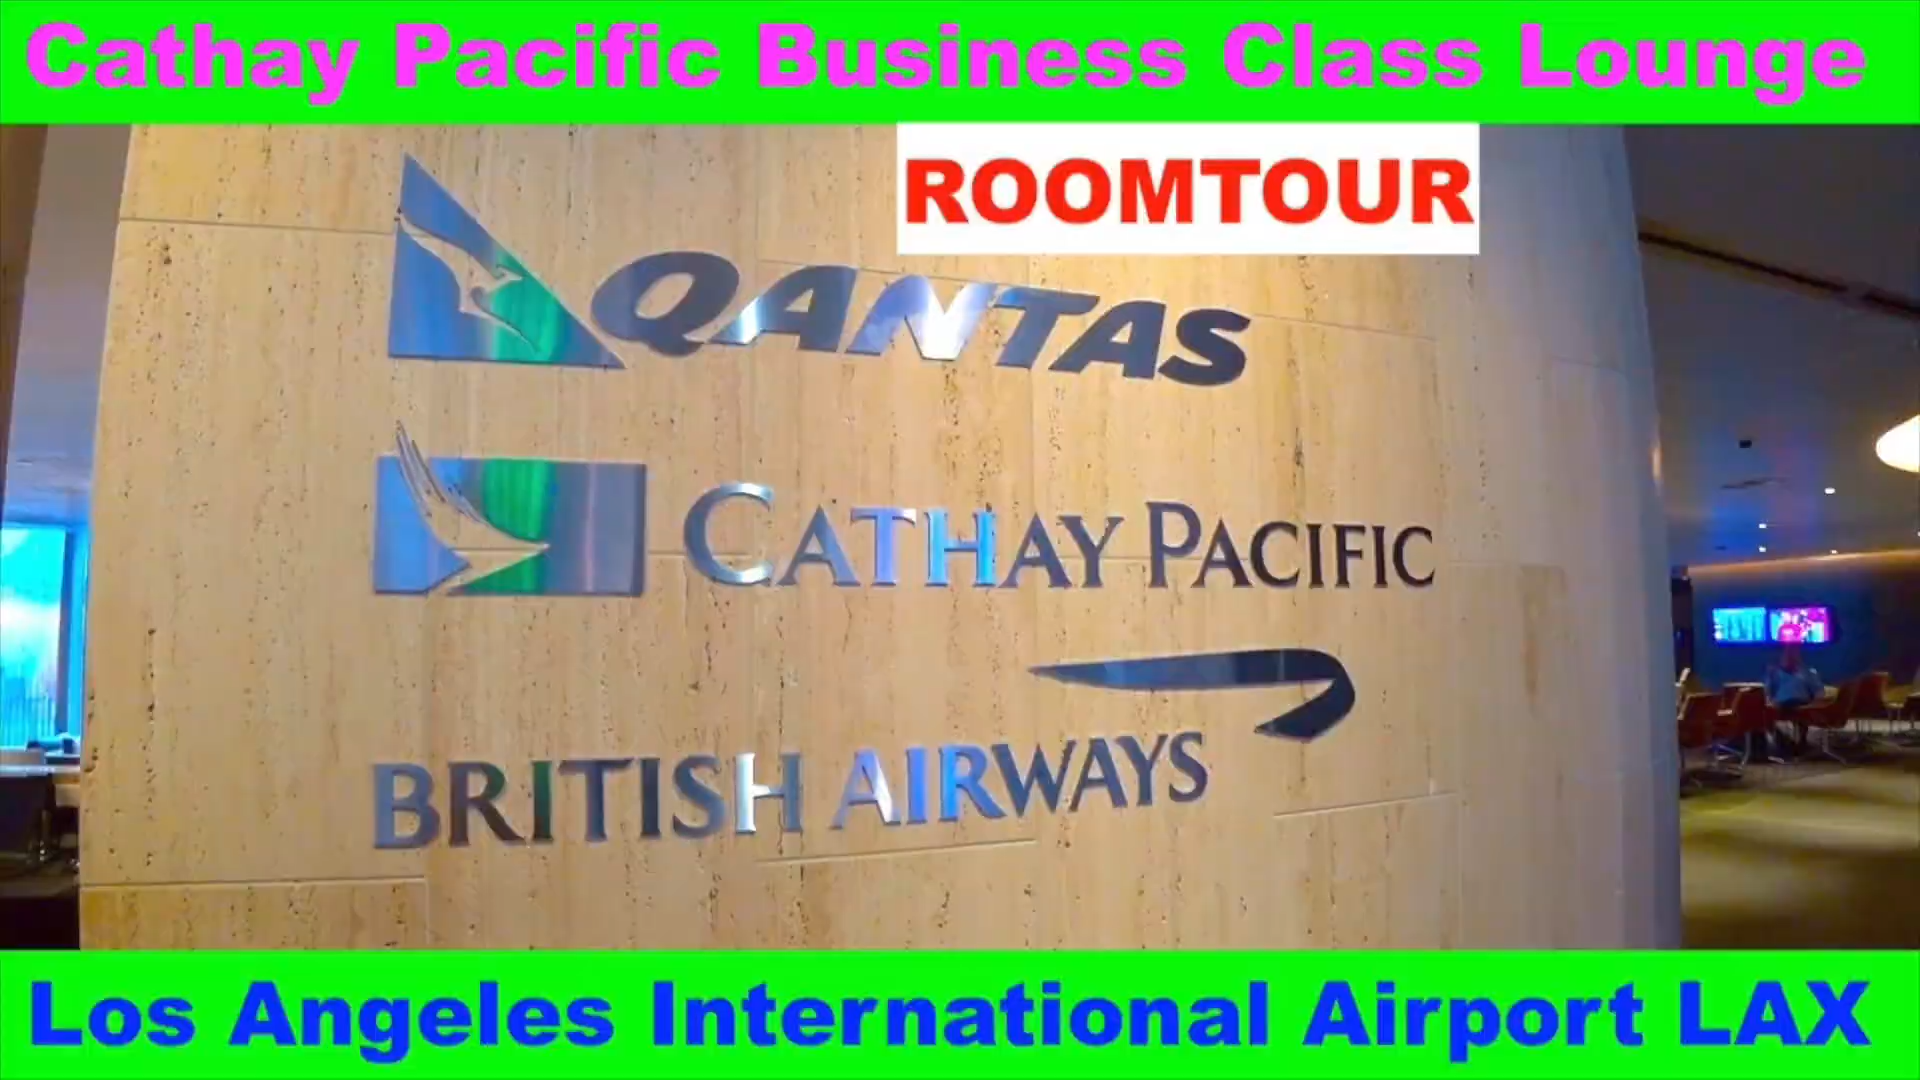 Cathay Pacific Business Class Lounge
ROOMTOUR
QANTAS
CATHAY PACIFIC
BRITISH AIRWAYS
Los Angeles International Airport LAX